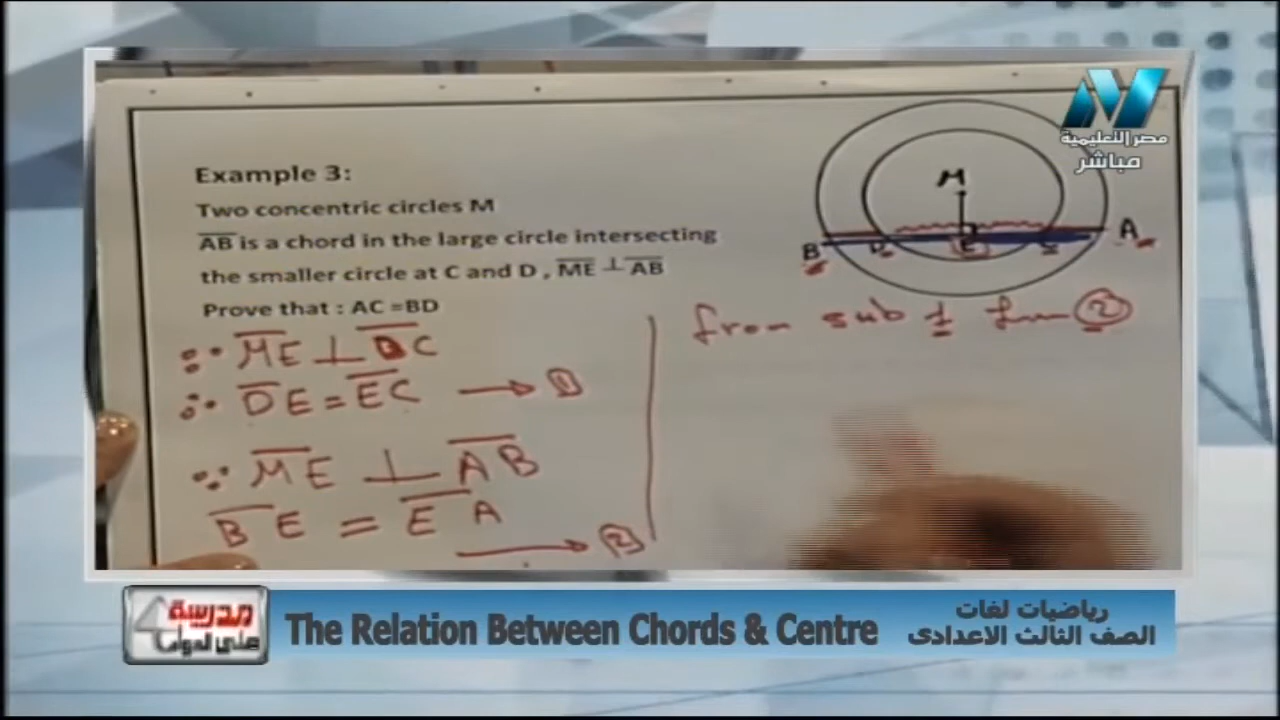 مصر التعليمية
مباشر
Example 3:
Two concentric circles M
AB is a chord in the large circle intersecting
the smaller circle at C and D , ME ⊥ AB
Prove that : AC =BD
M
B D E C A
∵ ME ⊥ DC
∴ DE = EC → ①
∵ ME ⊥ AB
BE = EA
→ ②
from sub 1 from ②
مدرسة
على الهواء
The Relation Between Chords & Centre
رياضيات لغات
الصف الثالث الاعدادى